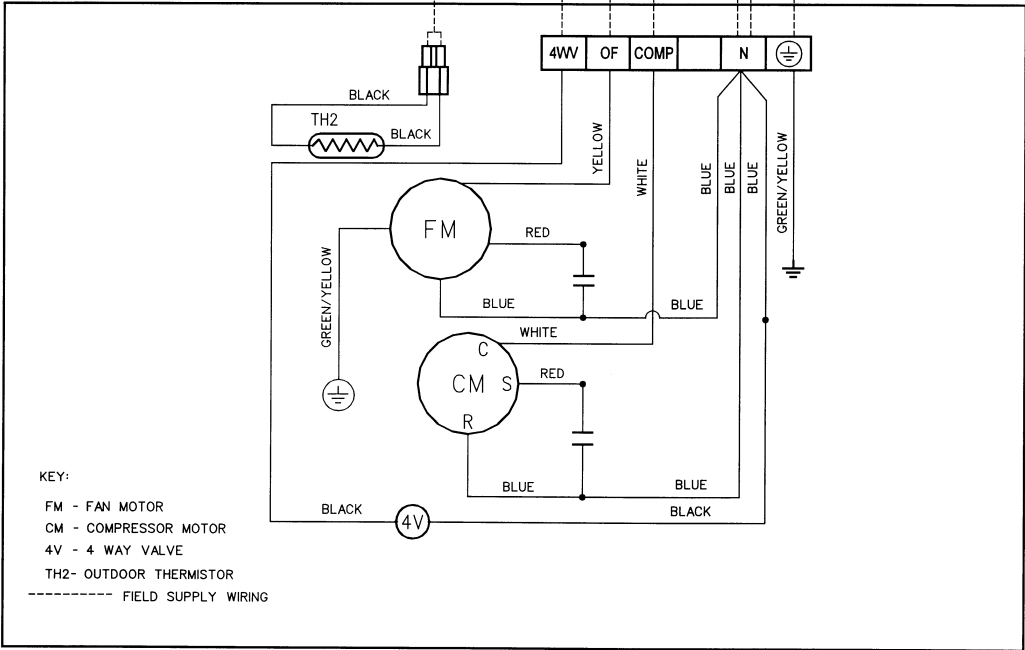 4WV OF COMP N
BLACK
TH2
BLACK
YELLOW
WHITE
BLUE
BLUE
BLUE
GREEN/YELLOW
FM
RED
GREEN/YELLOW
BLUE
BLUE
WHITE
C
CM
S
RED
R
BLUE
BLUE
BLACK
4V
BLACK
KEY:
FM - FAN MOTOR
CM - COMPRESSOR MOTOR
4V - 4 WAY VALVE
TH2- OUTDOOR THERMISTOR
---------- FIELD SUPPLY WIRING